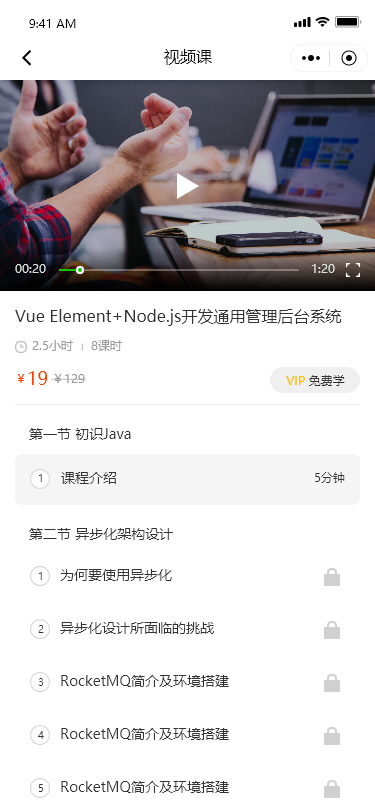 9:41 AM
视频课
00:20
1:20
Vue Element+Node.js开发通用管理后台系统
2.5小时
8课时
¥19 ¥129
VIP 免费学
第一节 初识Java
1 课程介绍 5分钟
第二节 异步化架构设计
1 为何要使用异步化
2 异步化设计所面临的挑战
3 RocketMQ简介及环境搭建
4 RocketMQ简介及环境搭建
5 RocketMQ简介及环境搭建